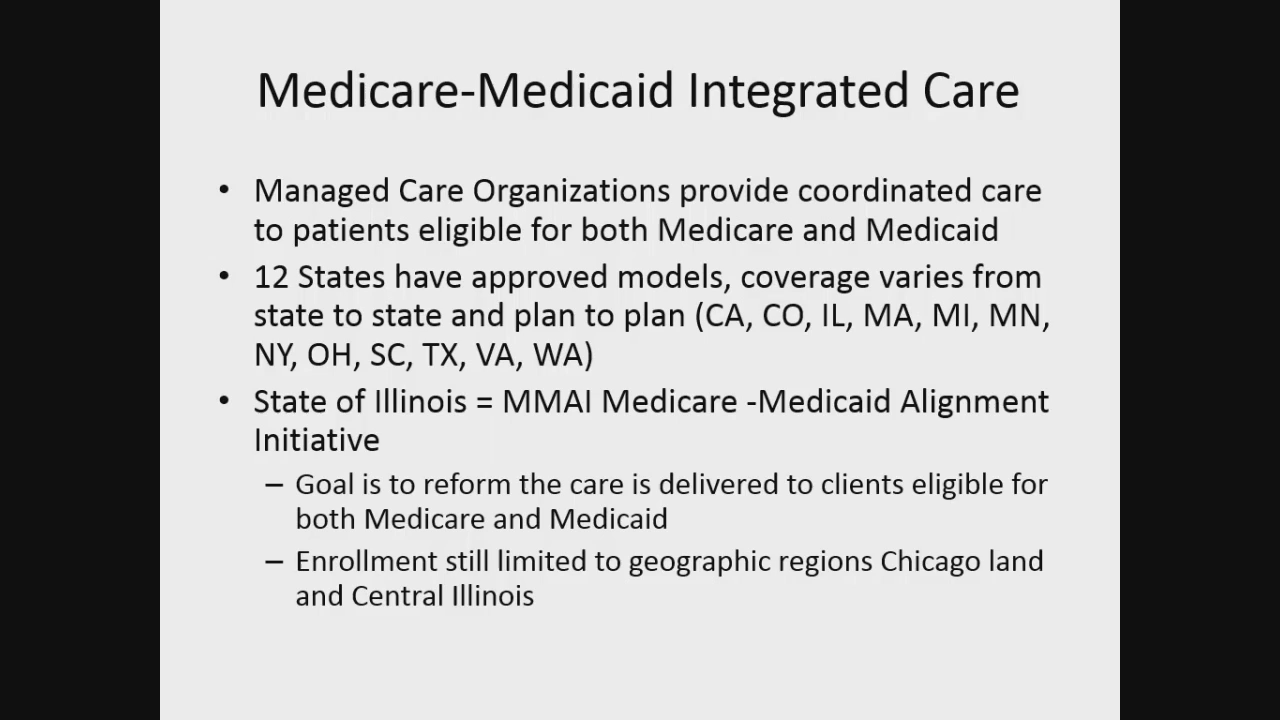 Medicare-Medicaid Integrated Care
• Managed Care Organizations provide coordinated care
to patients eligible for both Medicare and Medicaid
• 12 States have approved models, coverage varies from
state to state and plan to plan (CA, CO, IL, MA, MI, MN,
NY, OH, SC, TX, VA, WA)
• State of Illinois = MMAI Medicare -Medicaid Alignment
Initiative
– Goal is to reform the care is delivered to clients eligible for
both Medicare and Medicaid
– Enrollment still limited to geographic regions Chicago land
and Central Illinois